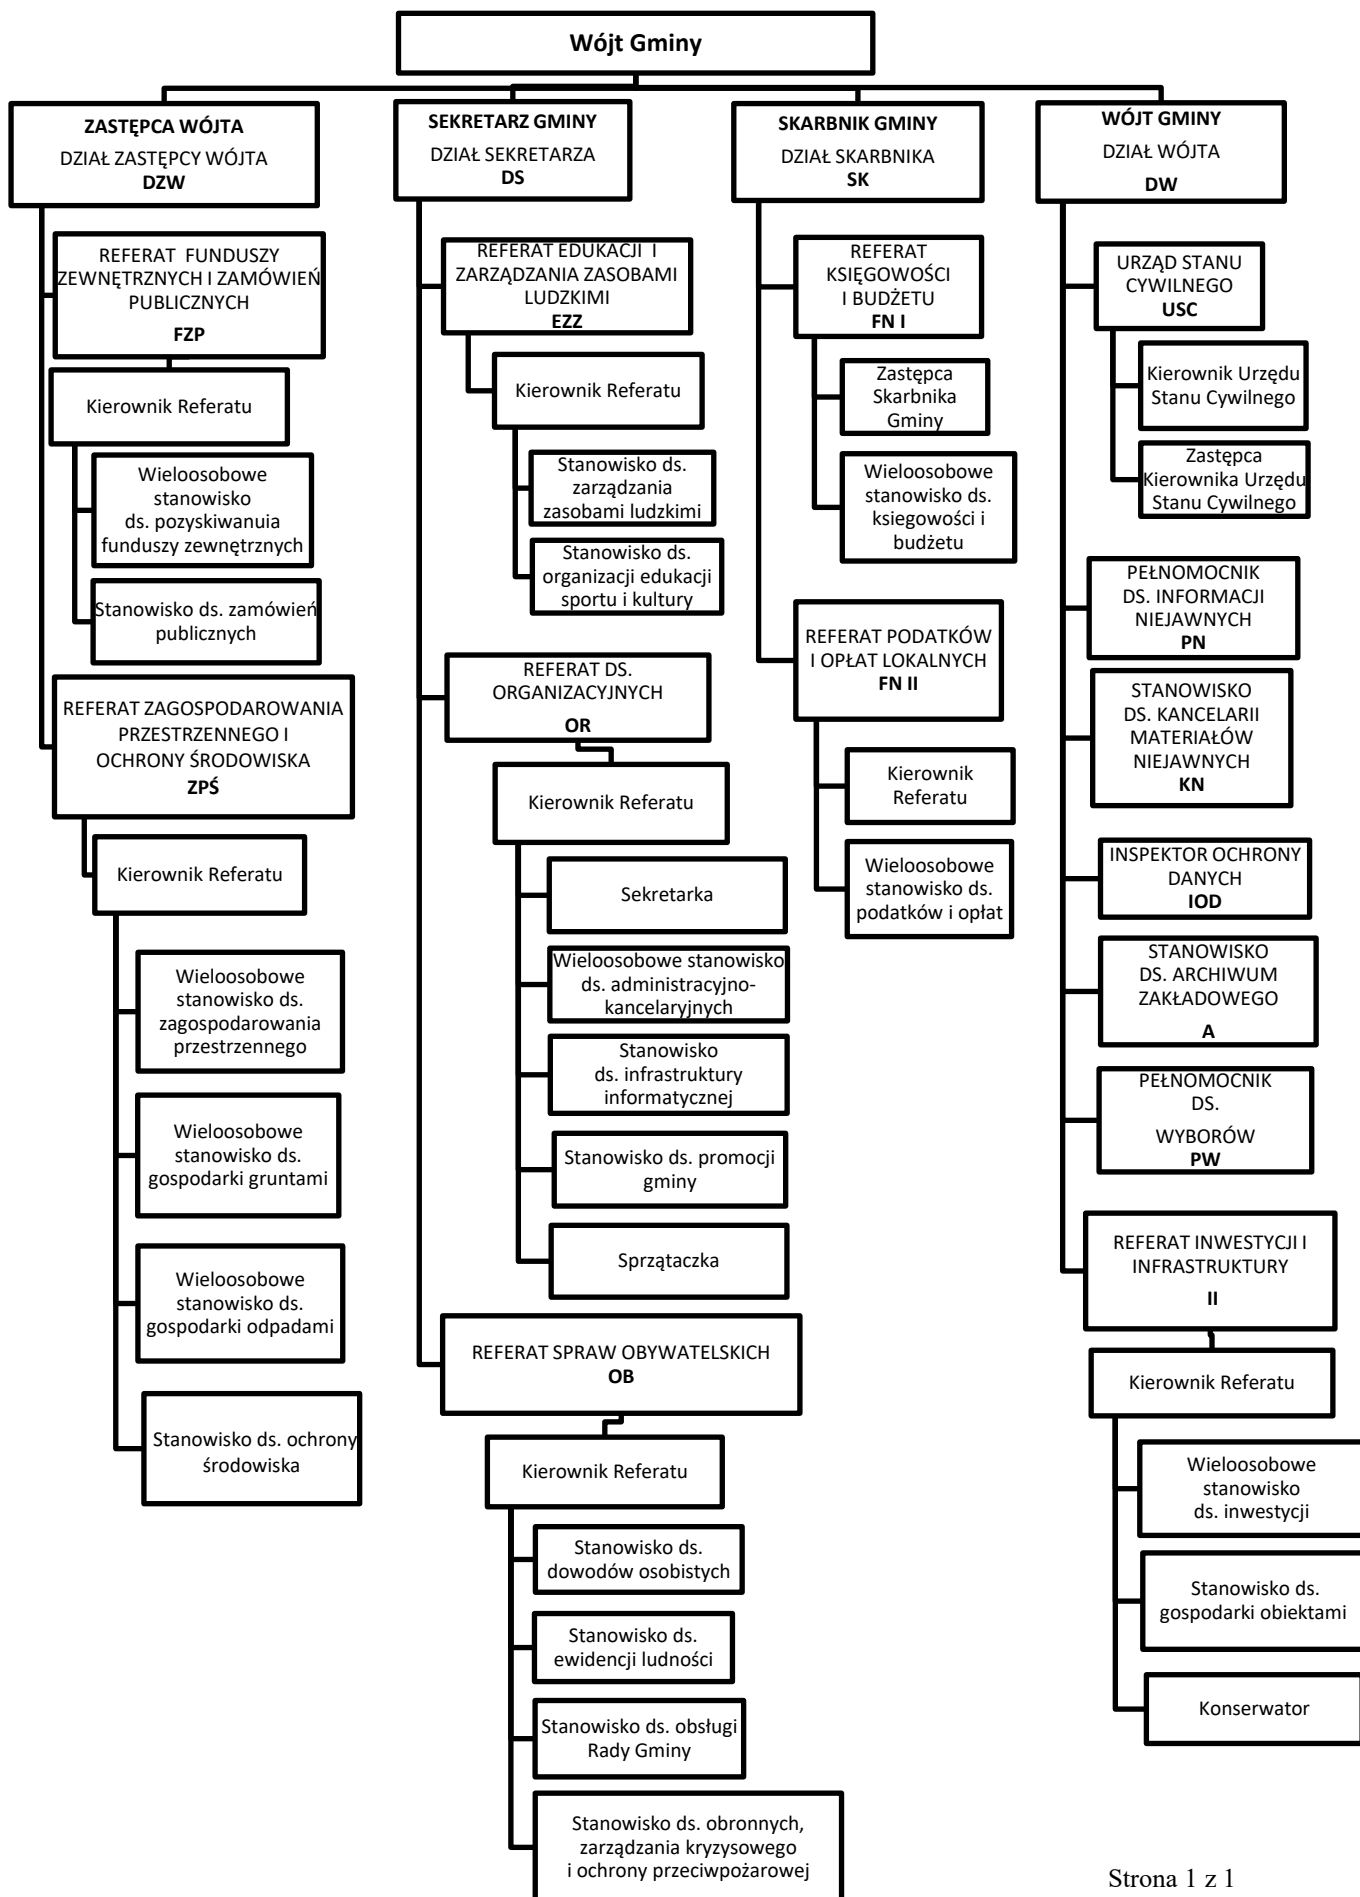 Wójt Gminy
ZASTĘPCA WÓJTA
DZIAŁ ZASTĘPCY WÓJTA
DZW
REFERAT FUNDUSZY
ZEWNĘTRZNYCH I ZAMÓWIEŃ
PUBLICZNYCH
FZP
Kierownik Referatu
Wieloosobowe
stanowisko
ds. pozyskiwanuia
funduszy zewnętrznych
Stanowisko ds. zamówień
publicznych
REFERAT ZAGOSPODAROWANIA
PRZESTRZENNEGO I
OCHRONY ŚRODOWISKA
ZPŚ
Kierownik Referatu
Wieloosobowe
stanowisko ds.
zagospodarowania
przestrzennego
Wieloosobowe
stanowisko ds.
gospodarki gruntami
Wieloosobowe
stanowisko ds.
gospodarki odpadami
Stanowisko ds. ochrony
środowiska
SEKRETARZ GMINY
DZIAŁ SEKRETARZA
DS
REFERAT EDUKACJI I
ZARZĄDZANIA ZASOBAMI
LUDZKIMI
EZZ
Kierownik Referatu
Stanowisko ds.
zarządzania
zasobami ludzkimi
Stanowisko ds.
organizacji edukacji
sportu i kultury
REFERAT DS.
ORGANIZACYJNYCH
OR
Kierownik Referatu
Sekretarka
Wieloosobowe stanowisko
ds. administracyjno-
kancelaryjnych
Stanowisko
ds. infrastruktury
informatycznej
Stanowisko ds. promocji
gminy
Sprzątaczka
REFERAT SPRAW OBYWATELSKICH
OB
Kierownik Referatu
Stanowisko ds.
dowodów osobistych
Stanowisko ds.
ewidencji ludności
Stanowisko ds. obsługi
Rady Gminy
Stanowisko ds. obronnych,
zarządzania kryzysowego
i ochrony przeciwpożarowej
SKARBNIK GMINY
DZIAŁ SKARBNIKA
SK
REFERAT
KSIĘGOWOŚCI
I BUDŻETU
FN I
Zastępca
Skarbnika
Gminy
Wieloosobowe
stanowisko ds.
ksiegowości i
budżetu
REFERAT PODATKÓW
I OPŁAT LOKALNYCH
FN II
Kierownik
Referatu
Wieloosobowe
stanowisko ds.
podatków i opłat
WÓJT GMINY
DZIAŁ WÓJTA
DW
URZĄD STANU
CYWILNEGO
USC
Kierownik Urzędu
Stanu Cywilnego
Zastępca
Kierownika Urzędu
Stanu Cywilnego
PEŁNOMOCNIK
DS. INFORMACJI
NIEJAWNYCH
PN
STANOWISKO
DS. KANCELARII
MATERIAŁÓW
NIEJAWNYCH
KN
INSPEKTOR OCHRONY
DANYCH
IOD
STANOWISKO
DS. ARCHIWUM
ZAKŁADOWEGO
A
PEŁNOMOCNIK
DS.
WYBORÓW
PW
REFERAT INWESTYCJI I
INFRASTRUKTURY
II
Kierownik Referatu
Wieloosobowe
stanowisko
ds. inwestycji
Stanowisko ds.
gospodarki obiektami
Konserwator
Strona 1 z 1